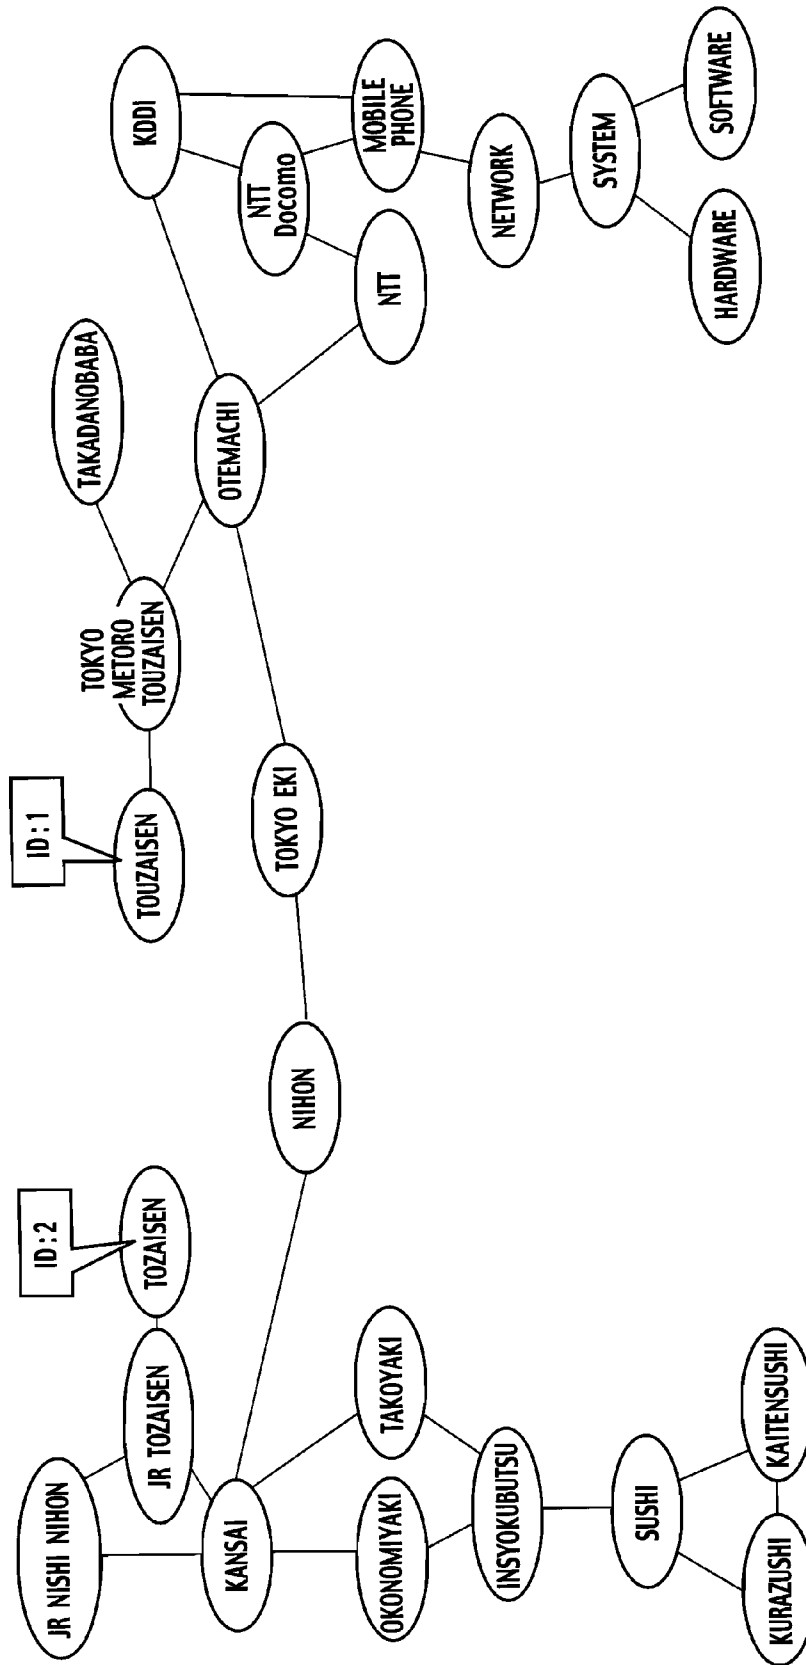 JR NISHI NIHON
JR TOZAISEN
ID:2
TOZAISEN
KANSAI
OKONOMIYAKI
TAKOYAKI
INSYOKUBUTSU
SUSHI
KURAZUSHI
KAITENSUSHI
NIHON
ID:1
TOUZAISEN
TOKYO EKI
TOKYO
METORO
TOUZAISEN
TAKADANOBABA
OTEMACHI
KDDI
NTT
Docomo
NTT
MOBILE
PHONE
NETWORK
SYSTEM
HARDWARE
SOFTWARE